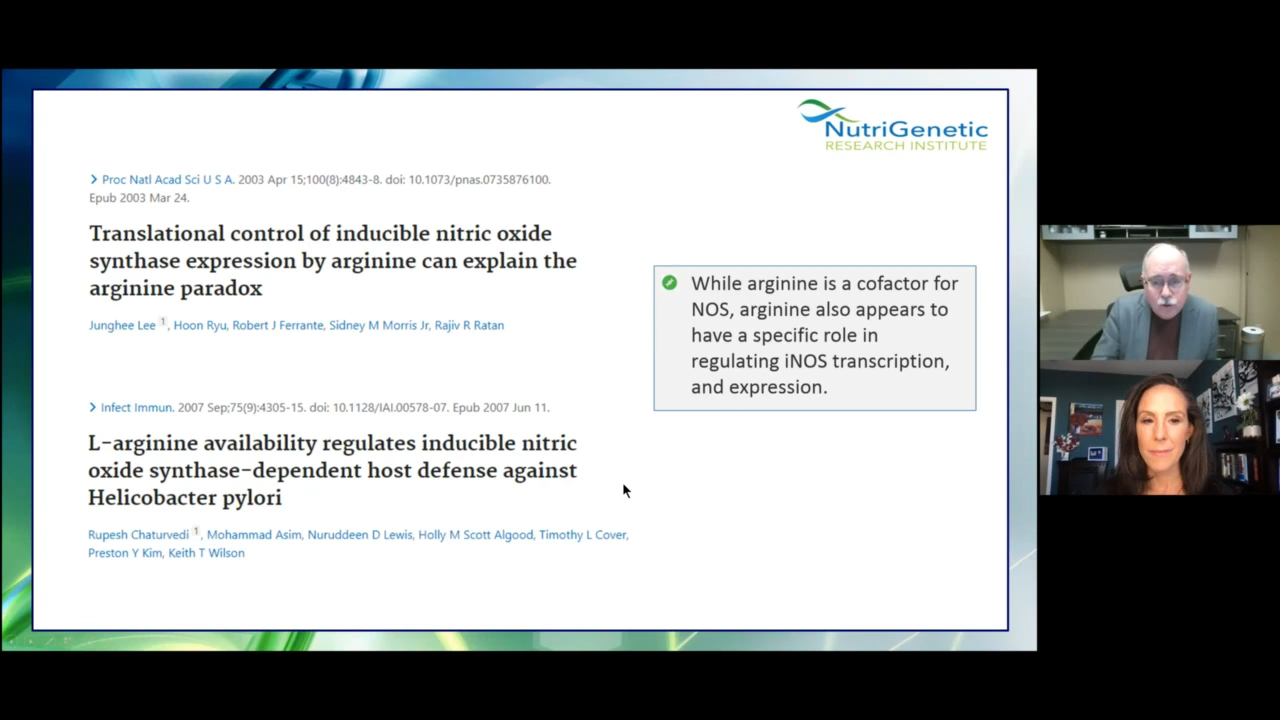 NutriGenetic
RESEARCH INSTITUTE
Proc Natl Acad Sci U S A. 2003 Apr 15;100(8):4843-8. doi: 10.1073/pnas.0735876100.
Epub 2003 Mar 24.
Translational control of inducible nitric oxide
synthase expression by arginine can explain the
arginine paradox
Junghee Lee 1, Hoon Ryu, Robert J Ferrante, Sidney M Morris Jr, Rajiv R Ratan
Infect Immun. 2007 Sep;75(9):4305-15. doi: 10.1128/IAI.00578-07. Epub 2007 Jun 11.
L-arginine availability regulates inducible nitric
oxide synthase-dependent host defense against
Helicobacter pylori
Rupesh Chaturvedi 1, Mohammad Asim, Nuruddeen D Lewis, Holly M Scott Algood, Timothy L Cover,
Preston Y Kim, Keith T Wilson
While arginine is a cofactor for
NOS, arginine also appears to
have a specific role in
regulating iNOS transcription,
and expression.